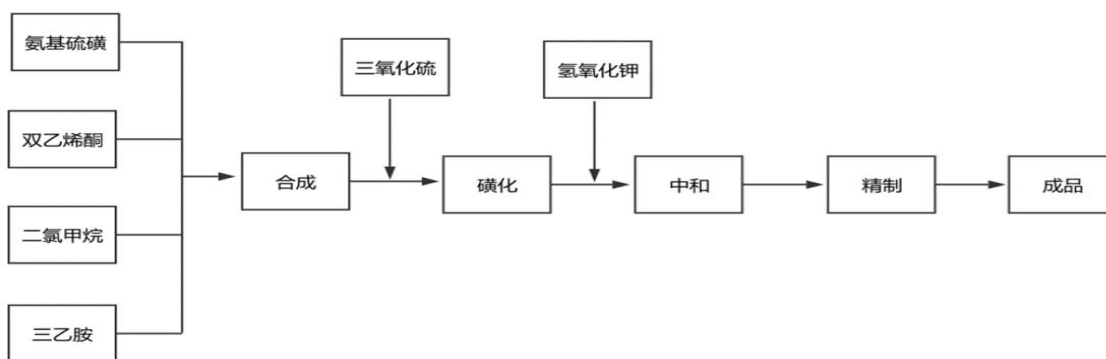 氨基硫磺
双乙烯酮
二氯甲烷
三乙胺
合成
三氧化硫
磺化
氢氧化钾
中和
精制
成品